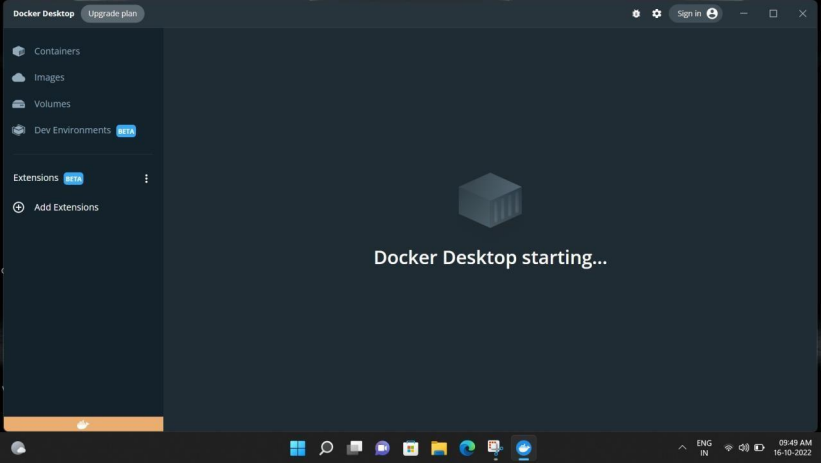 Docker Desktop Upgrade plan Sign in
Containers
Images
Volumes
Dev Environments BETA
Extensions BETA
Add Extensions
Docker Desktop starting...
ENG
IN
09:49 AM
16-10-2022